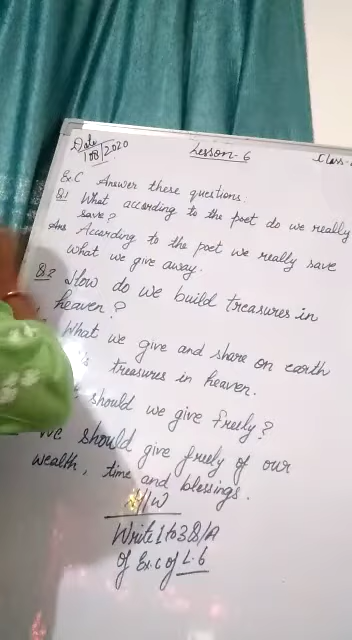 Date
1/08/2020
Lesson-6
Class-
Ex.C Answer these questions.
Q1 What according to the poet do we really
save?
Ans According to the poet we really save
what we give away.
Q.2 How do we build treasures in
heaven?
What we give and share on earth
treasures in heaven.
should we give freely?
We should give freely of our
wealth, time and blessings.
H/W
Write 1 to 3 Q/A
of Ex.C of L.6